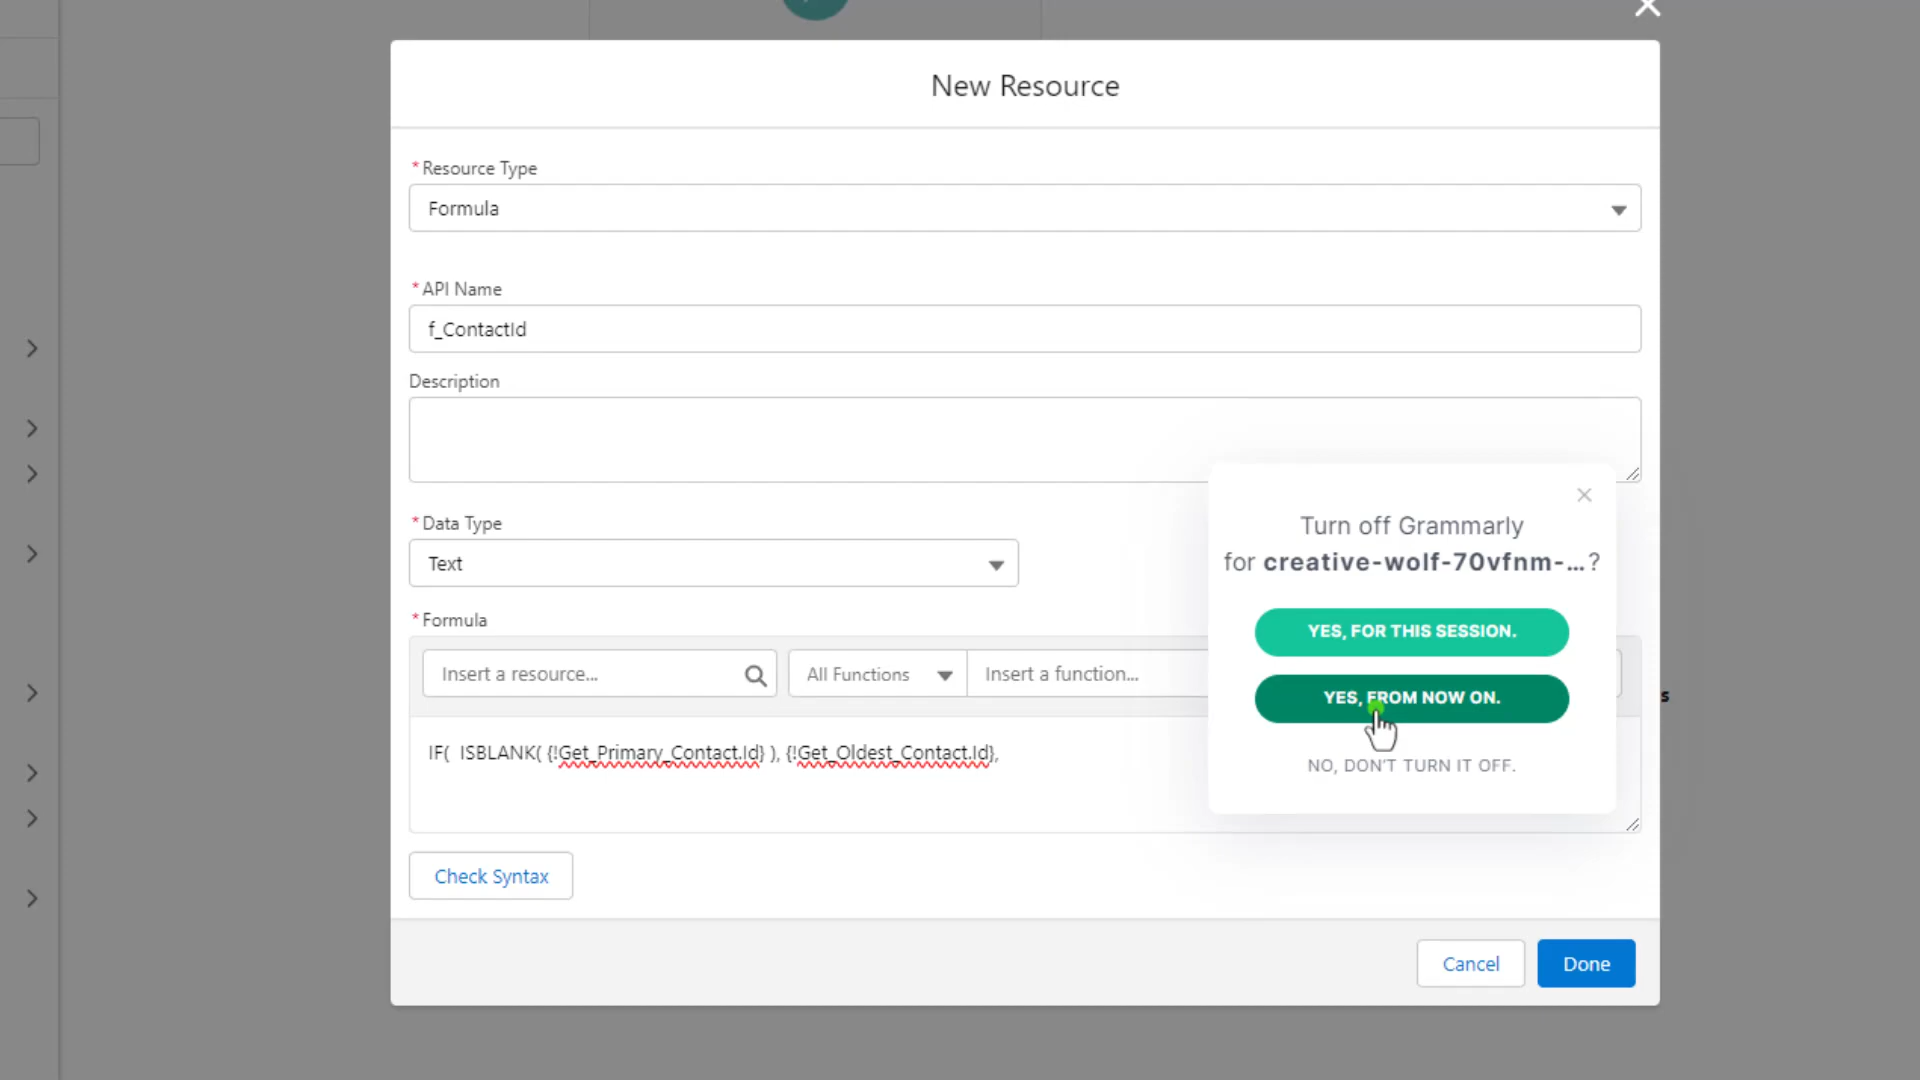 New Resource
*Resource Type
Formula
*API Name
f_ContactId
Description
*Data Type
Text
*Formula
Insert a resource...
All Functions
Insert a function...
IF(  ISBLANK( {!Get_Primary_Contact.Id} ), {!Get_Oldest_Contact.Id},
Turn off Grammarly
for creative-wolf-70vfnm-...?
YES, FOR THIS SESSION.
YES, FROM NOW ON.
NO, DON'T TURN IT OFF.
s
Check Syntax
Cancel
Done